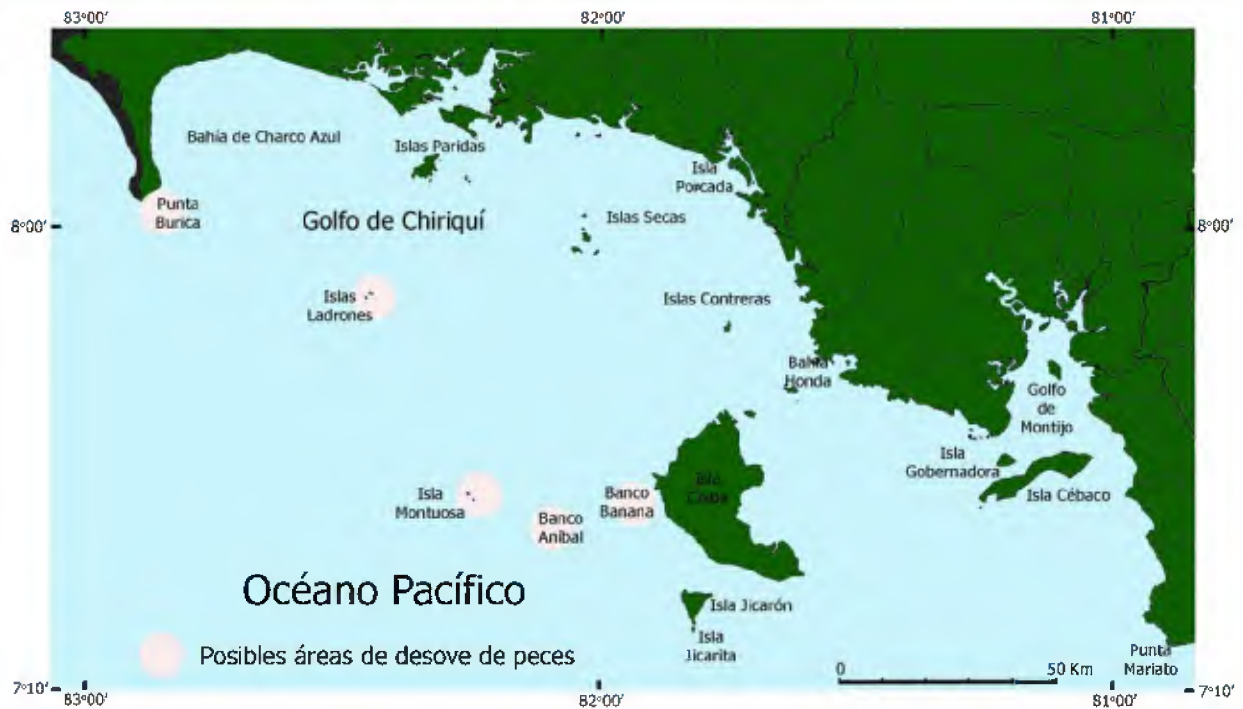 83°00'
82°00'
81°00'
Bahía de Charco Azul
Islas Paridas
Isla
Porcada
Punta
Burica
Golfo de Chiriquí
Islas Secas
8°00'
8°00'
Islas
Ladrones
Islas Contreras
Bahía
Honda
Golfo
de
Montijo
Isla
Gobernadora
Isla Cébaco
Isla
Coiba
Isla
Montuosa
Banco
Banana
Banco
Aníbal
Océano Pacífico
Isla Jicarón
Isla
Jicarita
Posibles áreas de desove de peces
0
50 Km
Punta
Mariato
7°10'
7°10'
83°00'
82°00'
81°00'